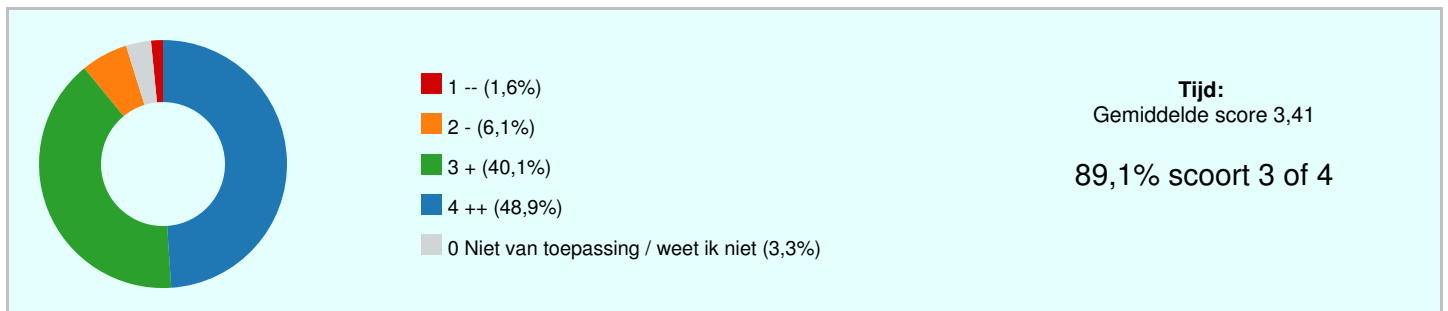 1 -- (1,6%)
2 - (6,1%)
3 + (40,1%)
4 ++ (48,9%)
0 Niet van toepassing / weet ik niet (3,3%)
Tijd:
Gemiddelde score 3,41
89,1% scoort 3 of 4